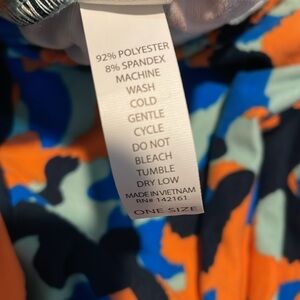 92% POLYESTER
8% SPANDEX
MACHINE
WASH
COLD
GENTLE
CYCLE
DO NOT
BLEACH
TUMBLE
DRY LOW
MADE IN VIETNAM
RN# 142161
ONE SIZE